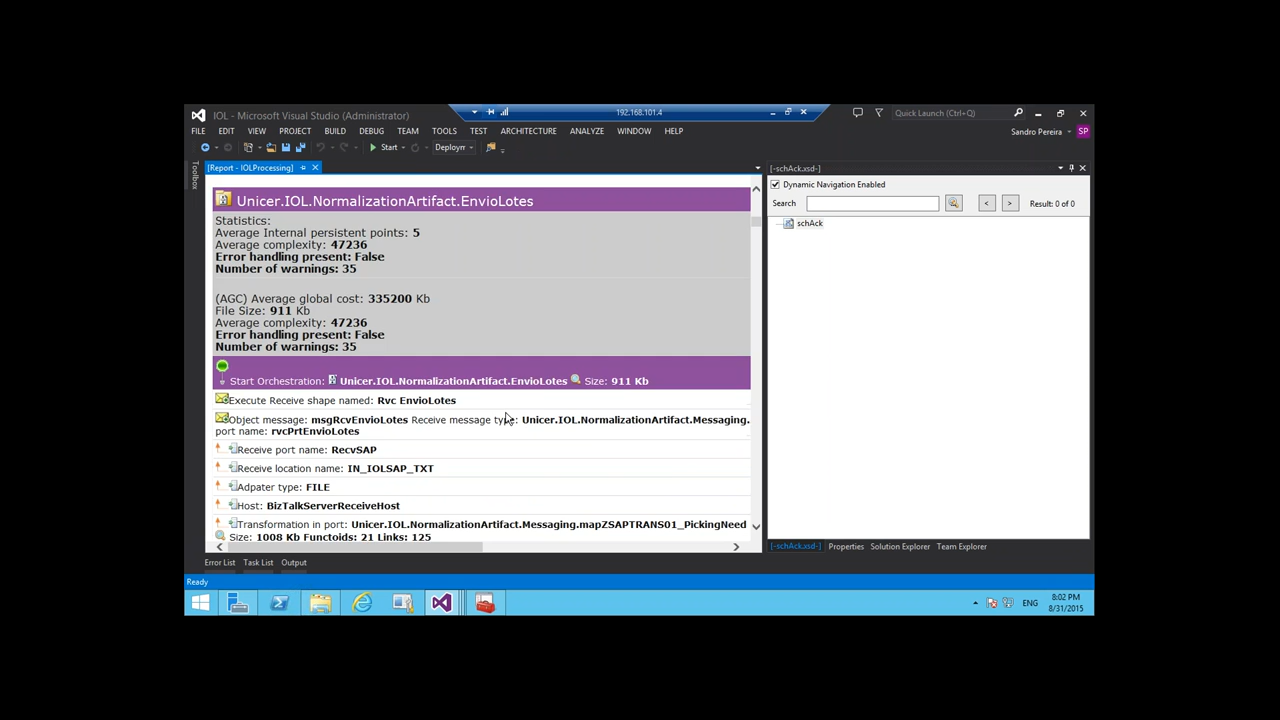 IOL - Microsoft Visual Studio (Administrator)
192.168.101.4
Quick Launch (Ctrl+Q)
FILE EDIT VIEW PROJECT BUILD DEBUG TEAM TOOLS TEST ARCHITECTURE ANALYZE WINDOW HELP
Sandro Pereira SP
Start Deployn
Toolbox
[Report - IOLProcessing]
Unicer.IOL.NormalizationArtifact.EnvioLotes
Statistics:
Average Internal persistent points: 5
Average complexity: 47236
Error handling present: False
Number of warnings: 35
(AGC) Average global cost: 335200 Kb
File Size: 911 Kb
Average complexity: 47236
Error handling present: False
Number of warnings: 35
Start Orchestration: Unicer.IOL.NormalizationArtifact.EnvioLotes Size: 911 Kb
Execute Receive shape named: Rvc EnvioLotes
Object message: msgRcvEnvioLotes Receive message type: Unicer.IOL.NormalizationArtifact.Messaging.
port name: rvcPrtEnvioLotes
Receive port name: RecvSAP
Receive location name: IN_IOLSAP_TXT
Adpater type: FILE
Host: BizTalkServerReceiveHost
Transformation in port: Unicer.IOL.NormalizationArtifact.Messaging.mapZSAPTRANS01_PickingNeed
Size: 1008 Kb Functoids: 21 Links: 125
[-schAck.xsd-]
Dynamic Navigation Enabled
Search < > Result: 0 of 0
schAck
[-schAck.xsd-] Properties Solution Explorer Team Explorer
Error List Task List Output
Ready
ENG
8:02 PM
8/31/2015